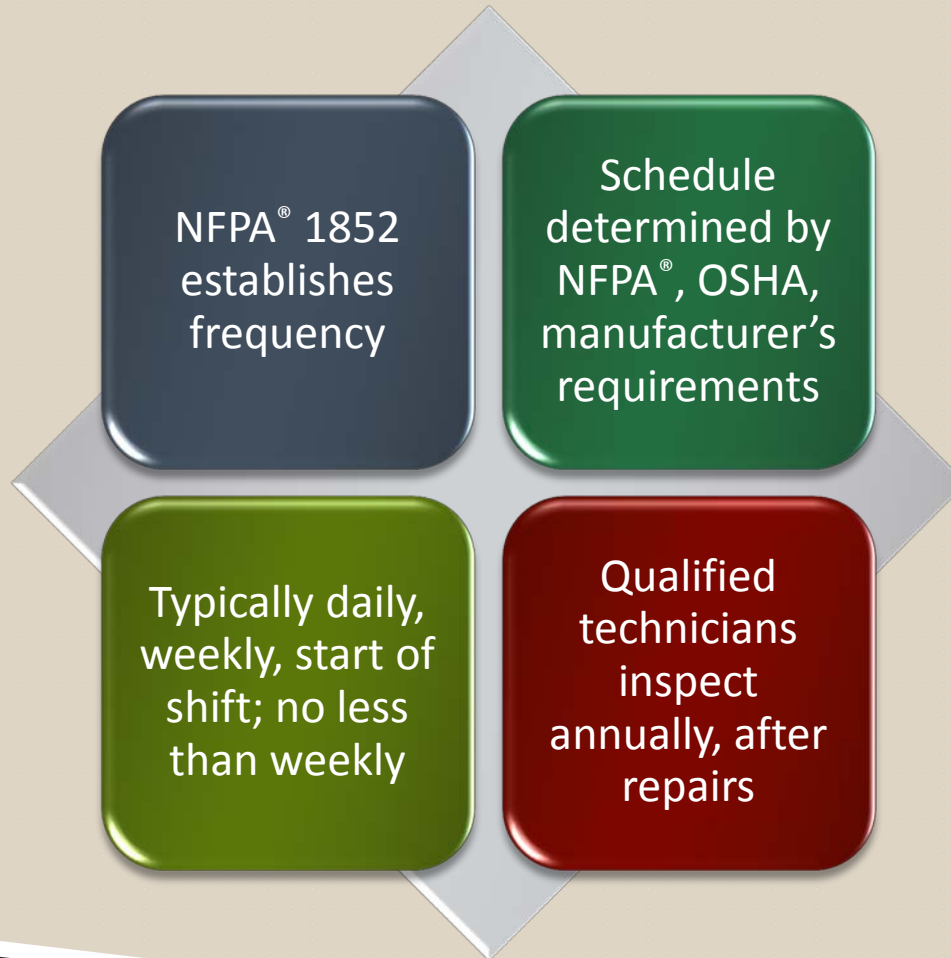 NFPA® 1852
establishes
frequency
Schedule
determined by
NFPA®, OSHA,
manufacturer’s
requirements
Typically daily,
weekly, start of
shift; no less
than weekly
Qualified
technicians
inspect
annually, after
repairs